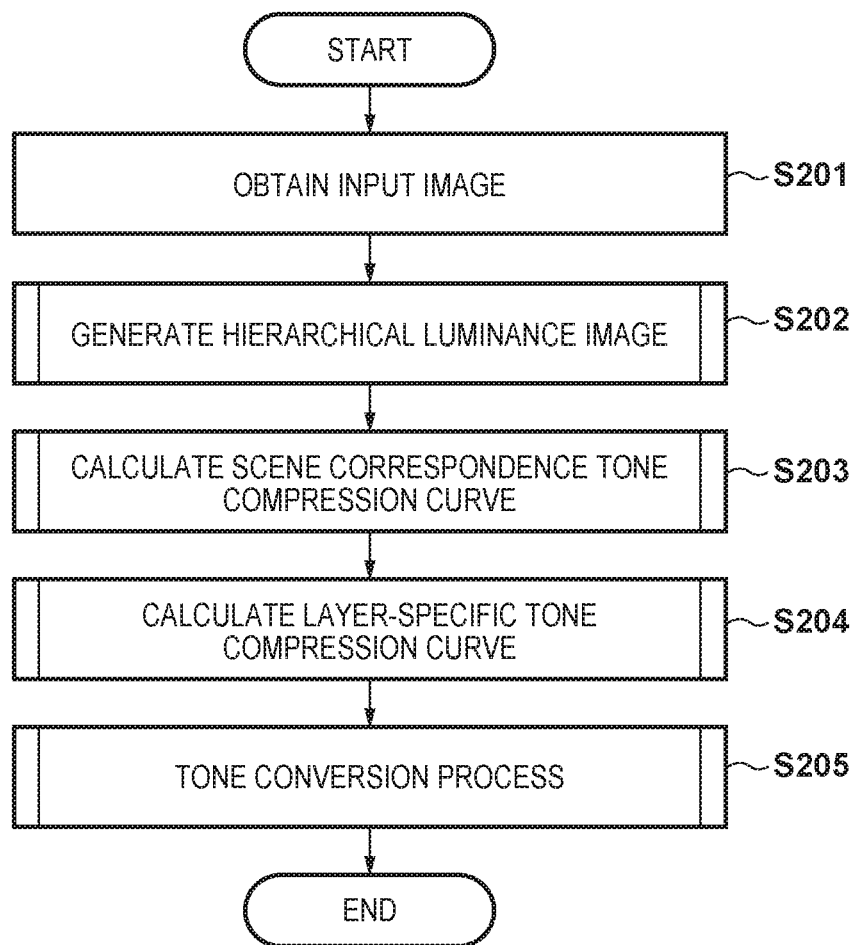 START
OBTAIN INPUT IMAGE
S201
GENERATE HIERARCHICAL LUMINANCE IMAGE
S202
CALCULATE SCENE CORRESPONDENCE TONE
COMPRESSION CURVE
S203
CALCULATE LAYER-SPECIFIC TONE
COMPRESSION CURVE
S204
TONE CONVERSION PROCESS
S205
END